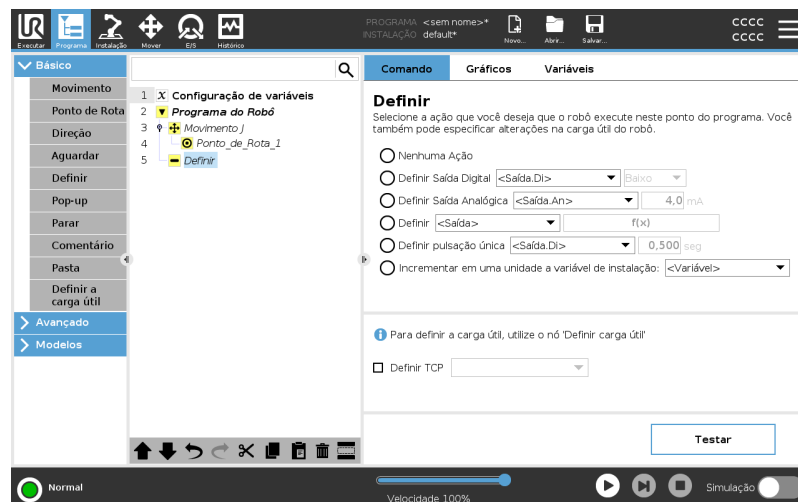 UR
Executar
Programa
Instalação
Mover
E/S
Histórico
PROGRAMA <sem nome>*
INSTALAÇÃO default*
Novo...
Abrir...
Salvar...
CCCC
CCCC
Básico
Movimento
Ponto de Rota
Direção
Aguardar
Definir
Pop-up
Parar
Comentário
Pasta
Definir a
carga útil
Avançado
Modelos
1 X Configuração de variáveis
2 Programa do Robô
3 Movimento J
4 Ponto_de_Rota_1
5 Definir
Comando Gráficos Variáveis
Definir
Selecione a ação que você deseja que o robô execute neste ponto do programa. Você
também pode especificar alterações na carga útil do robô.
Nenhuma Ação
Definir Saída Digital <Saída.Di> Baixo
Definir Saída Analógica <Saída.An> 4,0 mA
Definir <Saída> f(x)
Definir pulsação única <Saída.Di> 0,500 seg
Incrementar em uma unidade a variável de instalação: <Variável>
Para definir a carga útil, utilize o nó 'Definir carga útil'
Definir TCP
Testar
Normal
Velocidade 100%
Simulação